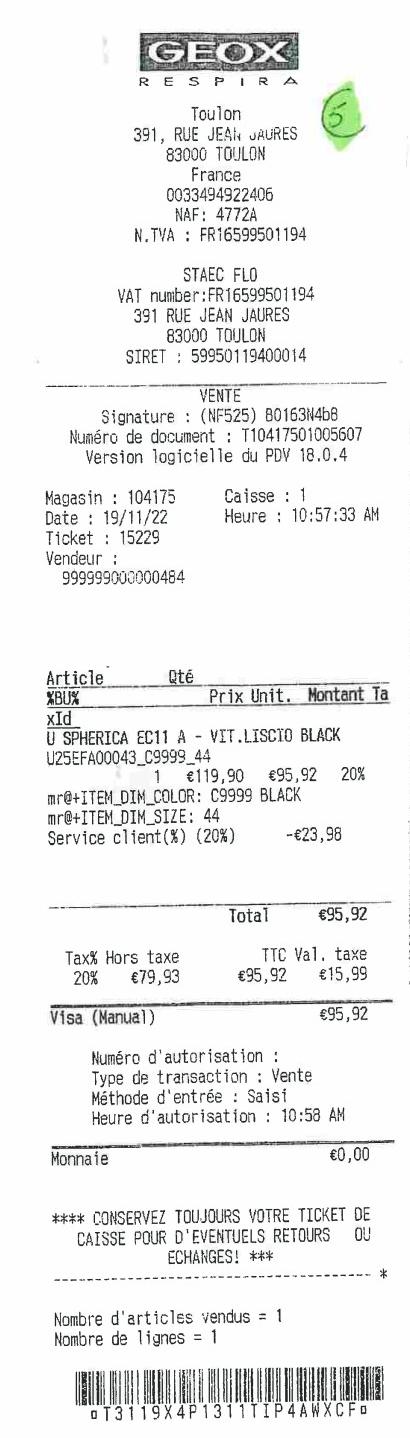 GEOX
RESPIRA
5
Toulon
391, RUE JEAN JAURES
83000 TOULON
France
0033494922406
NAF: 4772A
N.TVA : FR16599501194
STAEC FLO
VAT number:FR16599501194
391 RUE JEAN JAURES
83000 TOULON
SIRET : 59950119400014
VENTE
Signature : (NF525) B0163N4b8
Numéro de document : T10417501005607
Version logicielle du PDV 18.0.4
Magasin : 104175 Caisse : 1
Date : 19/11/22 Heure : 10:57:33 AM
Ticket : 15229
Vendeur :
999999000000484
Article Qté
%BU% Prix Unit. Montant Ta
xId
U SPHERICA EC11 A - VIT.LISCIO BLACK
U25EFA00043_C9999_44
1 €119,90 €95,92 20%
mr@+ITEM_DIM_COLOR: C9999 BLACK
mr@+ITEM_DIM_SIZE: 44
Service client(%) (20%) -€23,98
Total €95,92
Tax% Hors taxe TTC Val. taxe
20% €79,93 €95,92 €15,99
Visa (Manual) €95,92
Numéro d'autorisation :
Type de transaction : Vente
Méthode d'entrée : Saisi
Heure d'autorisation : 10:58 AM
Monnaie €0,00
**** CONSERVEZ TOUJOURS VOTRE TICKET DE
CAISSE POUR D'EVENTUELS RETOURS OU
ECHANGES! ***
---------------------------------------- *
Nombre d'articles vendus = 1
Nombre de lignes = 1
¤T3119X4P1311TIP4AWXCF¤